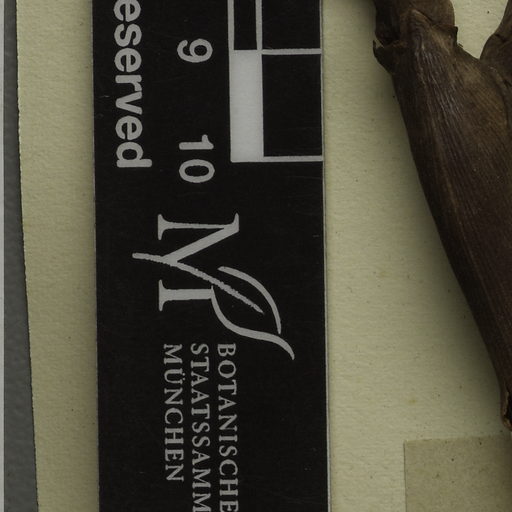 eserved
9 10
M
BOTANISCHE
STAATSSAMM
MÜNCHEN